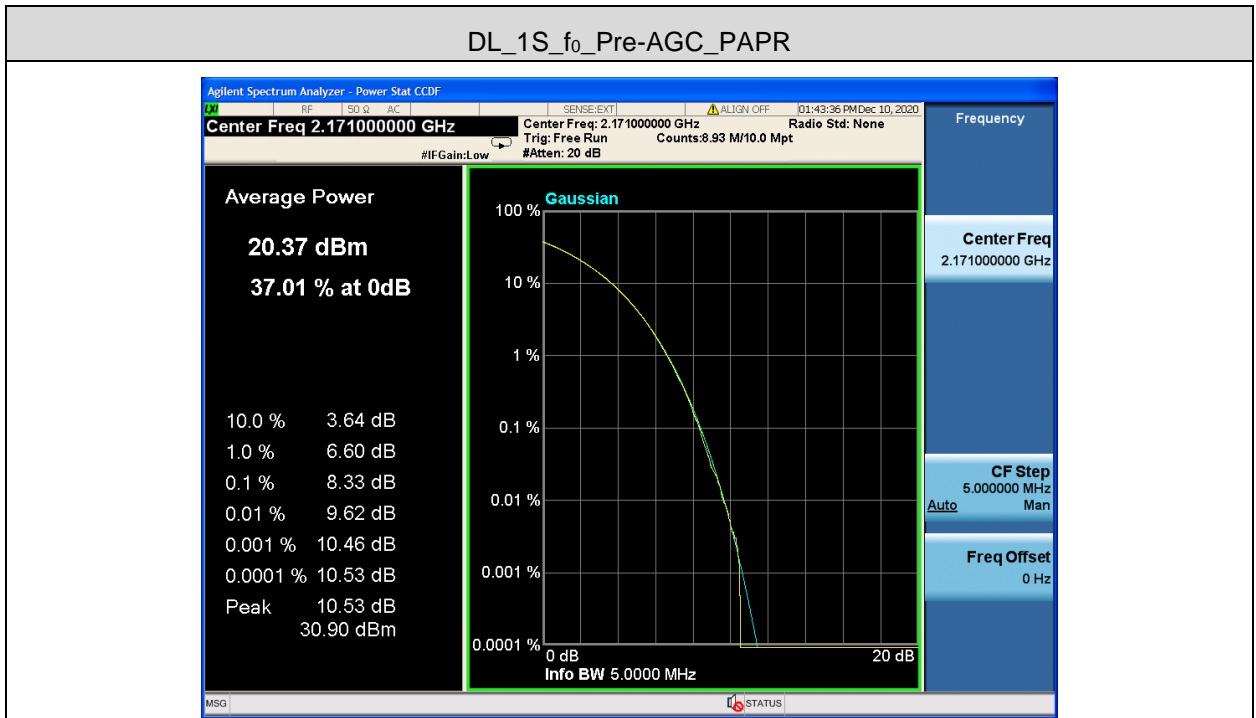 DL_1S_f0_Pre-AGC_PAPR
Agilent Spectrum Analyzer - Power Stat CCDF
LXI RF 50 Ω AC SENSE:EXT ALIGN OFF 01:43:36 PM Dec 10, 2020
Center Freq 2.171000000 GHz
#IFGain:Low
Center Freq: 2.171000000 GHz Radio Std: None
Trig: Free Run Counts:8.93 M/10.0 Mpt
#Atten: 20 dB
Average Power
20.37 dBm
37.01 % at 0dB
10.0 % 3.64 dB
1.0 % 6.60 dB
0.1 % 8.33 dB
0.01 % 9.62 dB
0.001 % 10.46 dB
0.0001 % 10.53 dB
Peak 10.53 dB
30.90 dBm
Gaussian
100 %
10 %
1 %
0.1 %
0.01 %
0.001 %
0.0001 %
0 dB 20 dB
Info BW 5.0000 MHz
Frequency
Center Freq
2.171000000 GHz
CF Step
5.000000 MHz
Auto Man
Freq Offset
0 Hz
MSG STATUS